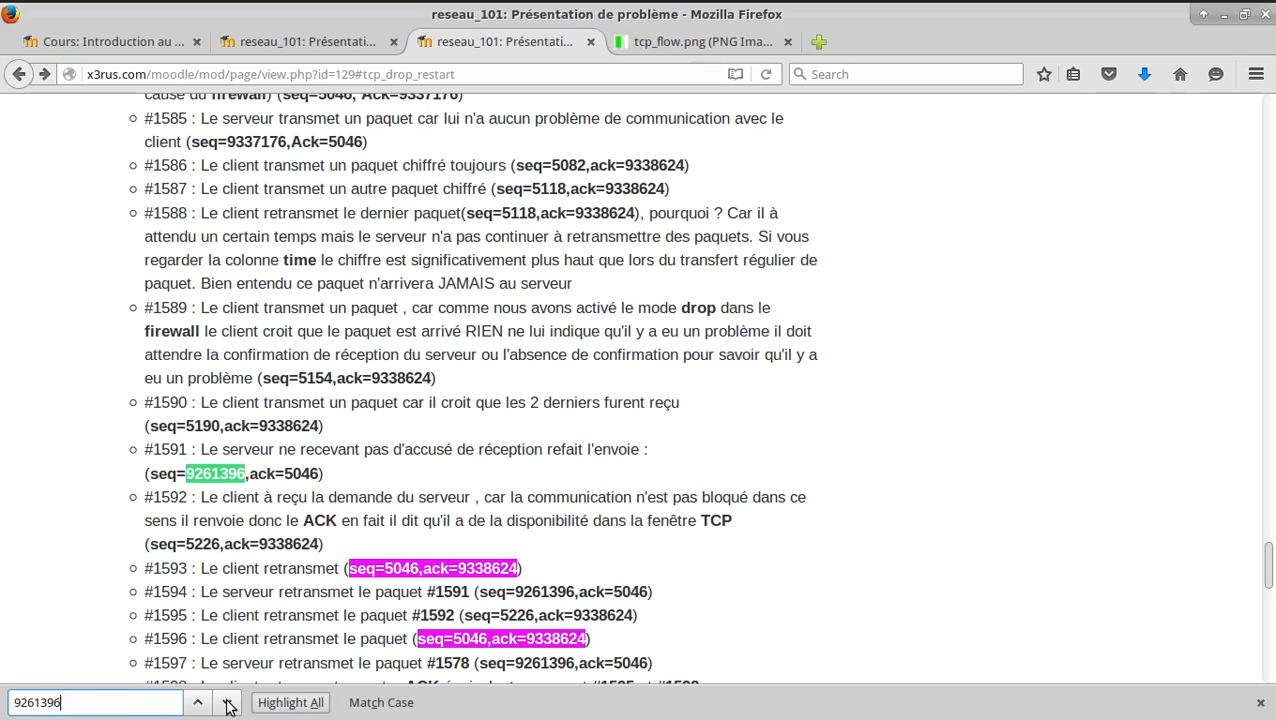 reseau_101: Présentation de problème - Mozilla Firefox
Cours: Introduction au ...
reseau_101: Présentati...
reseau_101: Présentati...
tcp_flow.png (PNG Ima...
x3rus.com/moodle/mod/page/view.php?id=129#tcp_drop_restart
Search
cause du firewall) (seq=5046, Ack=9337176)
#1585 : Le serveur transmet un paquet car lui n'a aucun problème de communication avec le
client (seq=9337176,Ack=5046)
#1586 : Le client transmet un paquet chiffré toujours (seq=5082,ack=9338624)
#1587 : Le client transmet un autre paquet chiffré (seq=5118,ack=9338624)
#1588 : Le client retransmet le dernier paquet(seq=5118,ack=9338624), pourquoi ? Car il à
attendu un certain temps mais le serveur n'a pas continuer à retransmettre des paquets. Si vous
regarder la colonne time le chiffre est significativement plus haut que lors du transfert régulier de
paquet. Bien entendu ce paquet n'arrivera JAMAIS au serveur
#1589 : Le client transmet un paquet , car comme nous avons activé le mode drop dans le
firewall le client croit que le paquet est arrivé RIEN ne lui indique qu'il y a eu un problème il doit
attendre la confirmation de réception du serveur ou l'absence de confirmation pour savoir qu'il y a
eu un problème (seq=5154,ack=9338624)
#1590 : Le client transmet un paquet car il croit que les 2 derniers furent reçu
(seq=5190,ack=9338624)
#1591 : Le serveur ne recevant pas d'accusé de réception refait l'envoie :
(seq=9261396,ack=5046)
#1592 : Le client à reçu la demande du serveur , car la communication n'est pas bloqué dans ce
sens il renvoie donc le ACK en fait il dit qu'il a de la disponibilité dans la fenêtre TCP
(seq=5226,ack=9338624)
#1593 : Le client retransmet (seq=5046,ack=9338624)
#1594 : Le serveur retransmet le paquet #1591 (seq=9261396,ack=5046)
#1595 : Le client retransmet le paquet #1592 (seq=5226,ack=9338624)
#1596 : Le client retransmet le paquet (seq=5046,ack=9338624)
#1597 : Le serveur retransmet le paquet #1578 (seq=9261396,ack=5046)
9261396
Highlight All
Match Case